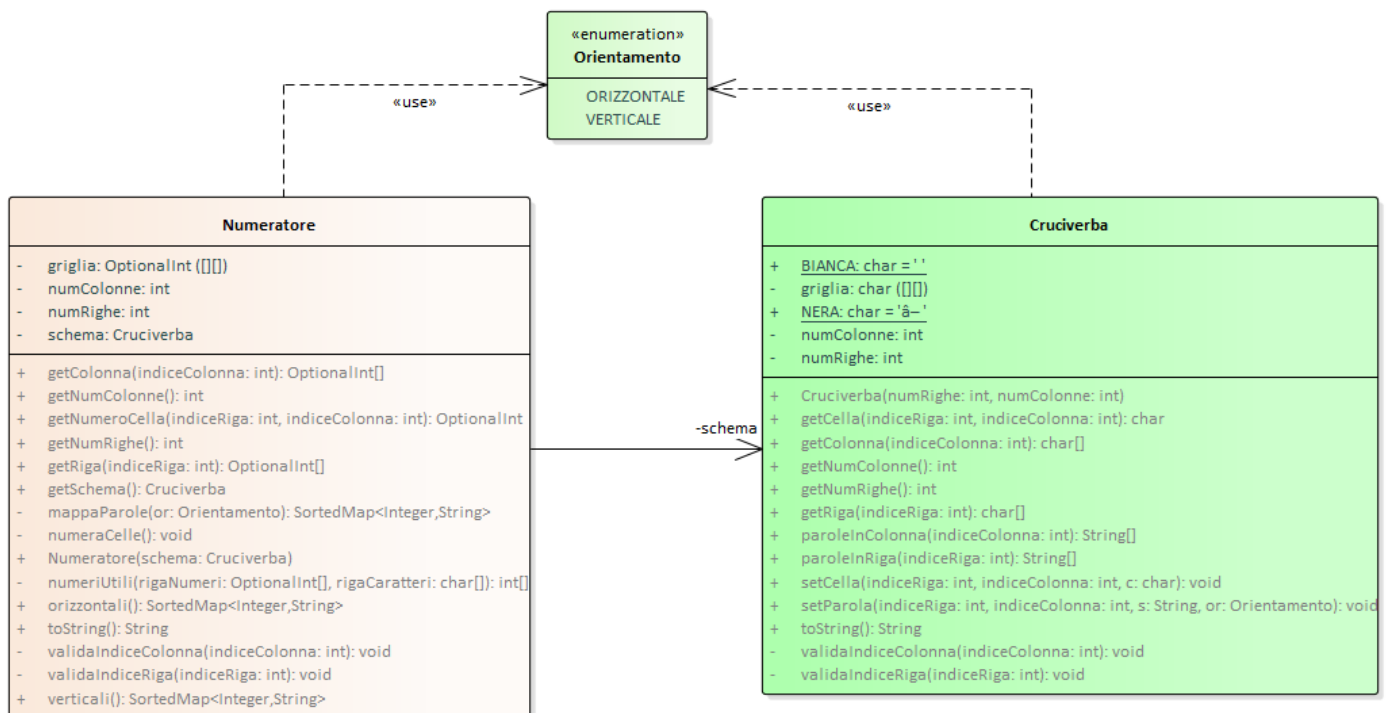 «enumeration»
Orientamento
ORIZZONTALE
VERTICALE
«use»
«use»
Numeratore
- griglia: OptionalInt ([][])
- numColonne: int
- numRighe: int
- schema: Cruciverba
+ getColonna(indiceColonna: int): OptionalInt[]
+ getNumColonne(): int
+ getNumeroCella(indiceRiga: int, indiceColonna: int): OptionalInt
+ getNumRighe(): int
+ getRiga(indiceRiga: int): OptionalInt[]
+ getSchema(): Cruciverba
- mappaParole(or: Orientamento): SortedMap<Integer,String>
- numeraCelle(): void
+ Numeratore(schema: Cruciverba)
- numeriUtili(rigaNumeri: OptionalInt[], rigaCaratteri: char[]): int[]
+ orizzontali(): SortedMap<Integer,String>
+ toString(): String
- validaIndiceColonna(indiceColonna: int): void
- validaIndiceRiga(indiceRiga: int): void
+ verticali(): SortedMap<Integer,String>
-schema
Cruciverba
+ BIANCA: char = ' '
- griglia: char ([][])
+ NERA: char = 'â– '
- numColonne: int
- numRighe: int
+ Cruciverba(numRighe: int, numColonne: int)
+ getCella(indiceRiga: int, indiceColonna: int): char
+ getColonna(indiceColonna: int): char[]
+ getNumColonne(): int
+ getNumRighe(): int
+ getRiga(indiceRiga: int): char[]
+ paroleInColonna(indiceColonna: int): String[]
+ paroleInRiga(indiceRiga: int): String[]
+ setCella(indiceRiga: int, indiceColonna: int, c: char): void
+ setParola(indiceRiga: int, indiceColonna: int, s: String, or: Orientamento): void
+ toString(): String
- validaIndiceColonna(indiceColonna: int): void
- validaIndiceRiga(indiceRiga: int): void